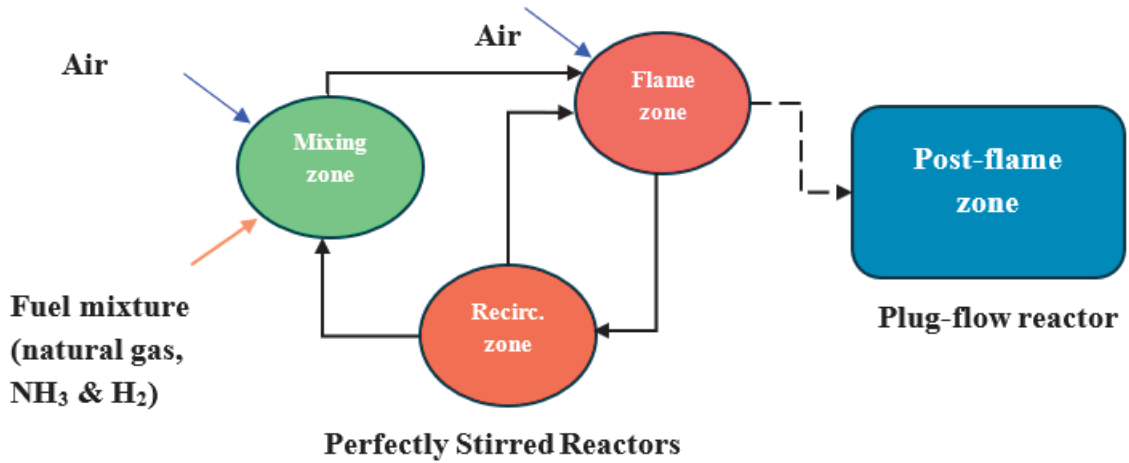 Air
Air
Flame
zone
Mixing
zone
Post-flame
zone
Fuel mixture
(natural gas,
NH₃ & H₂)
Recirc.
zone
Plug-flow reactor
Perfectly Stirred Reactors